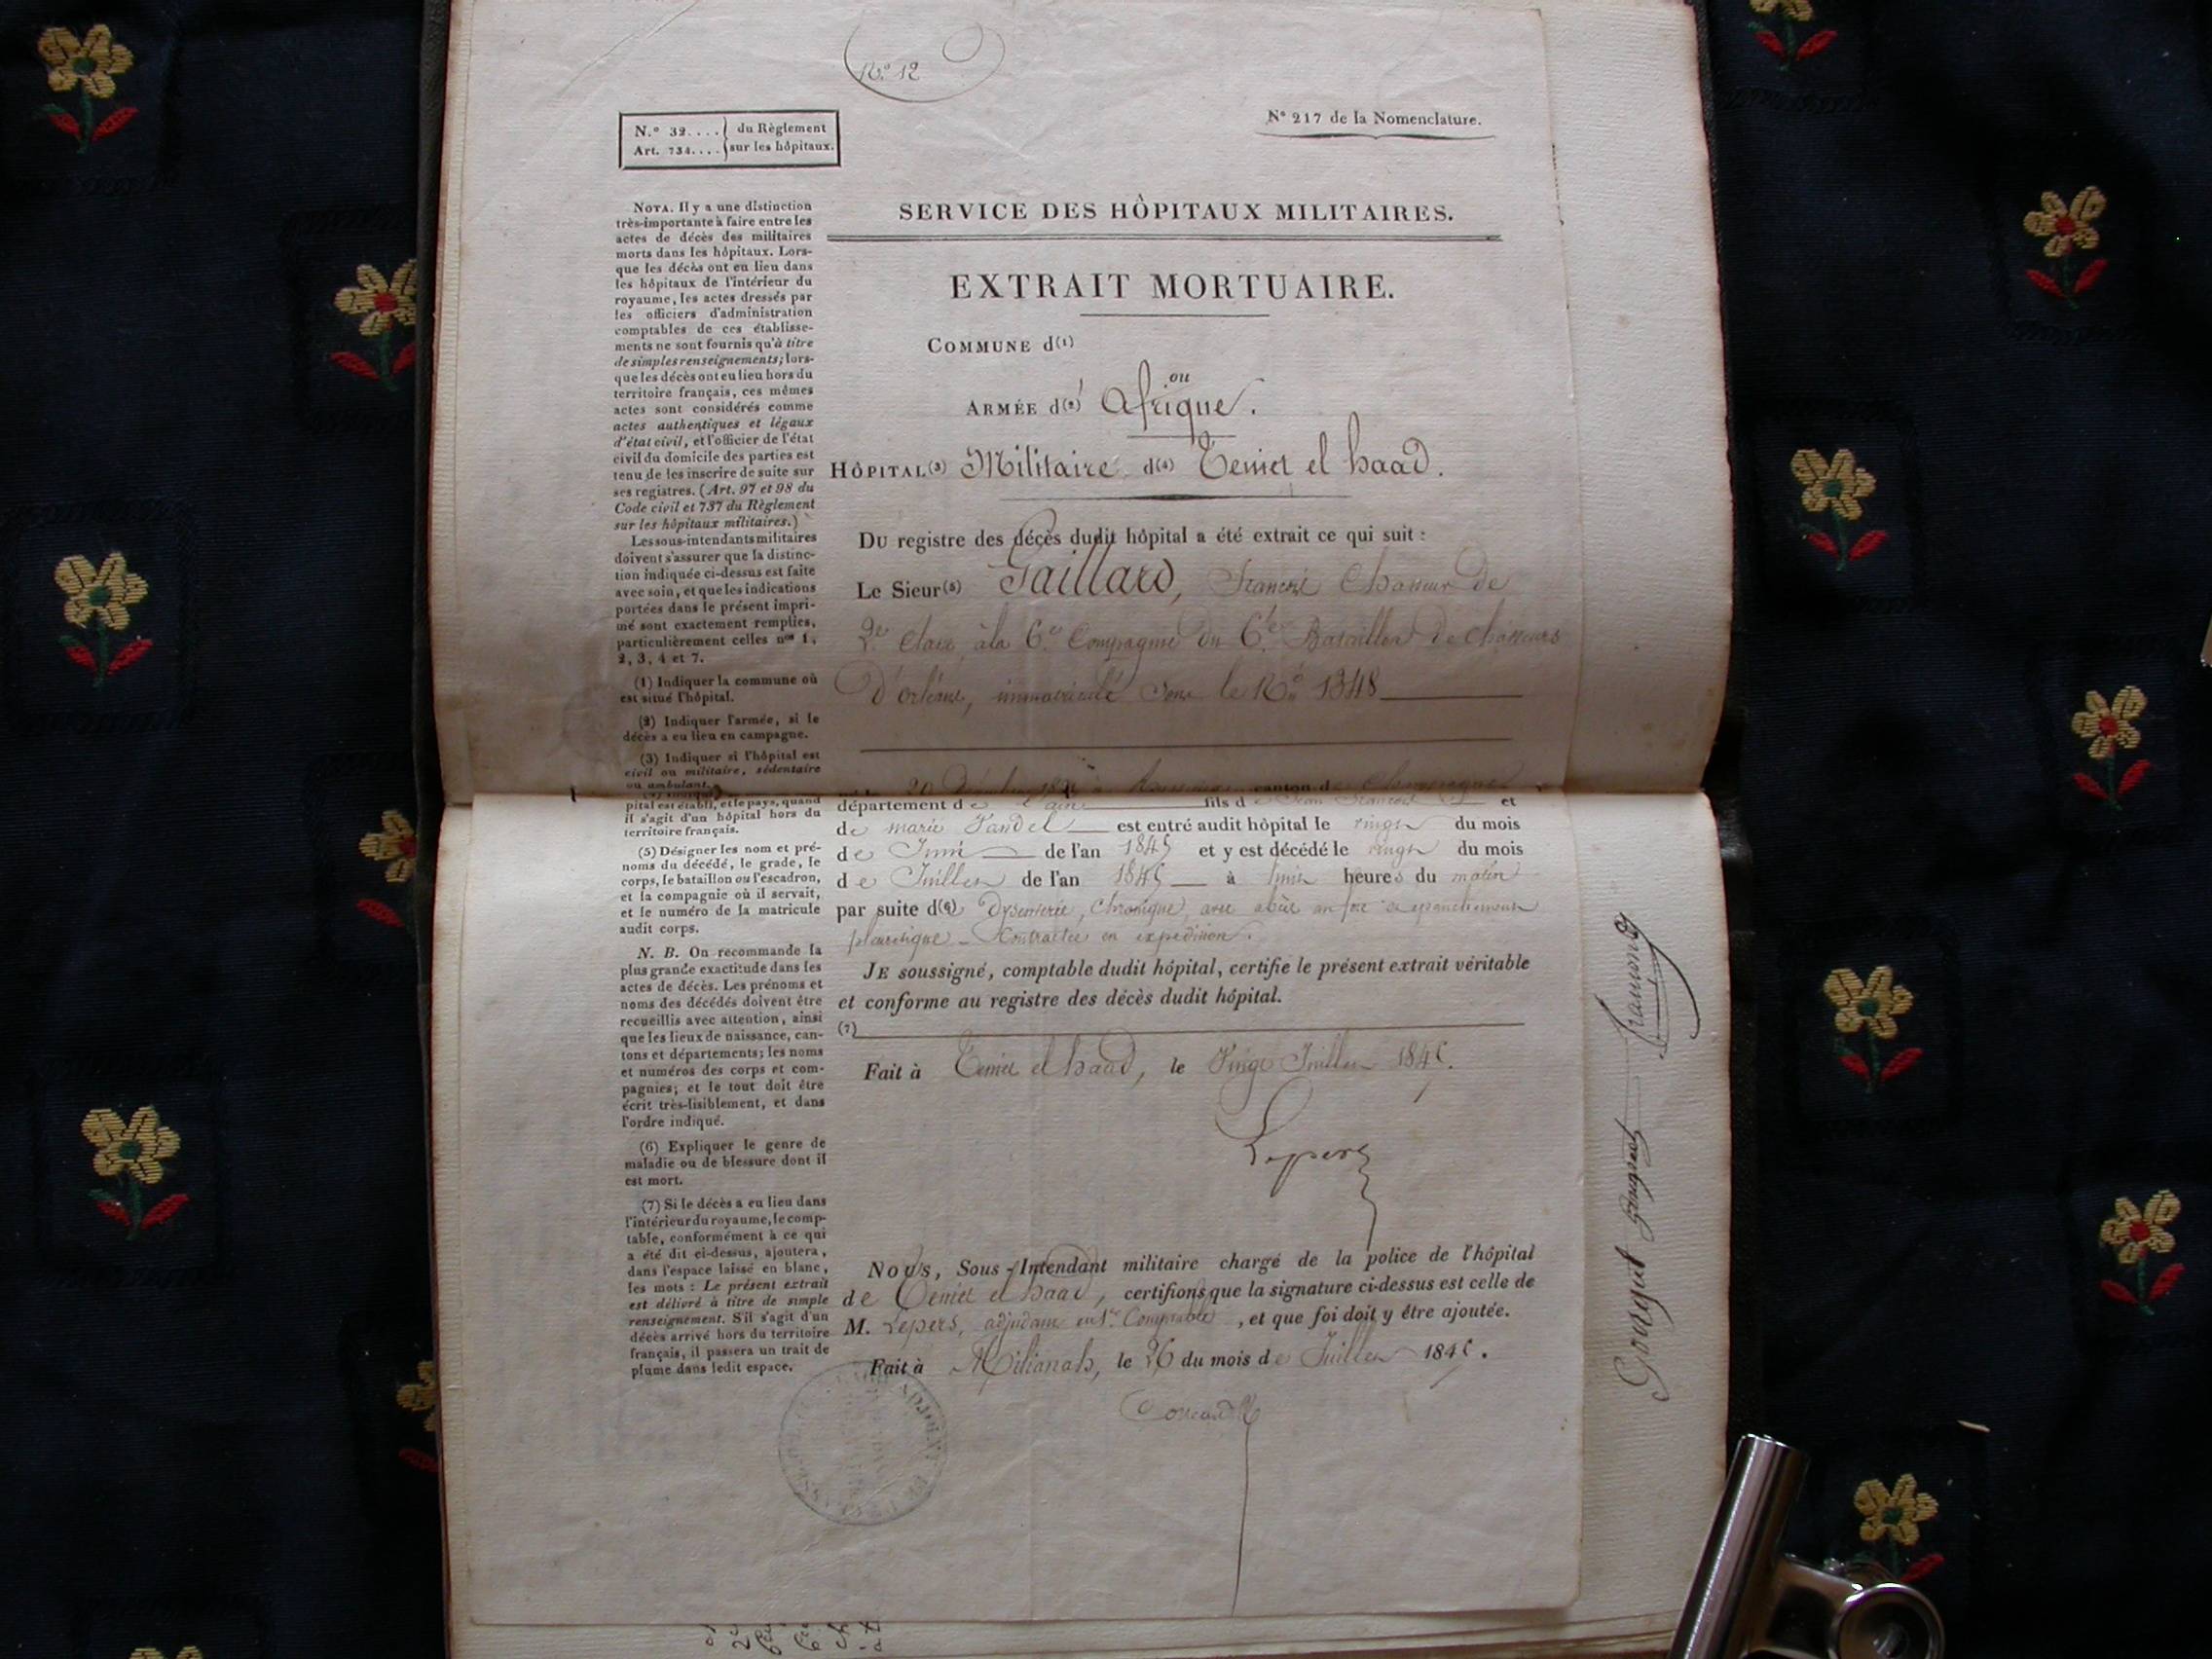 No 12
N.o 32.... du Règlement
Art. 734.... sur les hôpitaux.
No 217 de la Nomenclature.
NOTA. Il y a une distinction
très-importante à faire entre les
actes de décès des militaires
morts dans les hôpitaux. Lors-
que les décès ont eu lieu dans
les hôpitaux de l'intérieur du
royaume, les actes dressés par
les officiers d'administration
comptables de ces établisse-
ments ne sont fournis qu'à titre
de simples renseignements; lors-
que les décès ont eu lieu hors du
territoire français, ces mêmes
actes sont considérés comme
actes authentiques et légaux
d'état civil, et l'officier de l'état
civil du domicile des parties est
tenu de les inscrire de suite sur
ses registres. (Art. 97 et 98 du
Code civil et 737 du Règlement
sur les hôpitaux militaires.)
Les sous-intendants militaires
doivent s'assurer que la distinc-
tion indiquée ci-dessus est faite
avec soin, et que les indications
portées dans le présent impri-
mé sont exactement remplies,
particulièrement celles nos 1,
2, 3, 4 et 7.
(1) Indiquer la commune où
est situé l'hôpital.
(2) Indiquer l'armée, si le
décès a eu lieu en campagne.
(3) Indiquer si l'hôpital est
civil ou militaire, sédentaire
ou ambulant.
pital est établi, et le pays, quand
il s'agit d'un hôpital hors du
territoire français.
(5) Désigner les nom et pré-
noms du décédé, le grade, le
corps, le bataillon ou l'escadron,
et la compagnie où il servait,
et le numéro de la matricule
audit corps.
N. B. On recommande la
plus grande exactitude dans les
actes de décès. Les prénoms et
noms des décédés doivent être
recueillis avec attention, ainsi
que les lieux de naissance, can-
tons et départements; les noms
et numéros des corps et com-
pagnies; et le tout doit être
écrit très-lisiblement, et dans
l'ordre indiqué.
(6) Expliquer le genre de
maladie ou de blessure dont il
est mort.
(7) Si le décès a eu lieu dans
l'intérieur du royaume, le comp-
table, conformément à ce qui
a été dit ci-dessus, ajoutera,
dans l'espace laissé en blanc,
les mots : Le présent extrait
est délivré à titre de simple
renseignement. S'il s'agit d'un
décès arrivé hors du territoire
français, il passera un trait de
plume dans ledit espace.
SERVICE DES HÔPITAUX MILITAIRES.
EXTRAIT MORTUAIRE.
COMMUNE d(1)
ou
ARMÉE d(2)' Afrique.
HÔPITAL(3) Militaire d(4) Teniet el haad.
Du registre des décès dudit hôpital a été extrait ce qui suit :
Le Sieur(5) Gaillard, François Chasseur de
2e classe à la 6e Compagnie du 6e Bataillon de chasseurs
d'orléans, immatriculé sous le No 1348
20 Décembre canton de Champagne
département de l'ain fils de Jean François et
de marie Pandel est entré audit hôpital le vingt du mois
de Juin de l'an 1845 et y est décédé le vingt du mois
de Juillet de l'an 1845 à huit heures du matin
par suite d(6) Dysenterie, Chronique, avec abcès au foie et epanchement
pleuretique - Contractée en expedition.
JE soussigné, comptable dudit hôpital, certifie le présent extrait véritable
et conforme au registre des décès dudit hôpital.
(7)
Fait à Teniet el haad, le Vingt Juillet 1845.
Lepers
NOUS, Sous-Intendant militaire chargé de la police de l'hôpital
de Teniet el haad, certifions que la signature ci-dessus est celle de
M. Lepers, adjudant en 1er Comptable, et que foi doit y être ajoutée.
Fait à Milianah, le 26 du mois de Juillet 1845.
Gouget